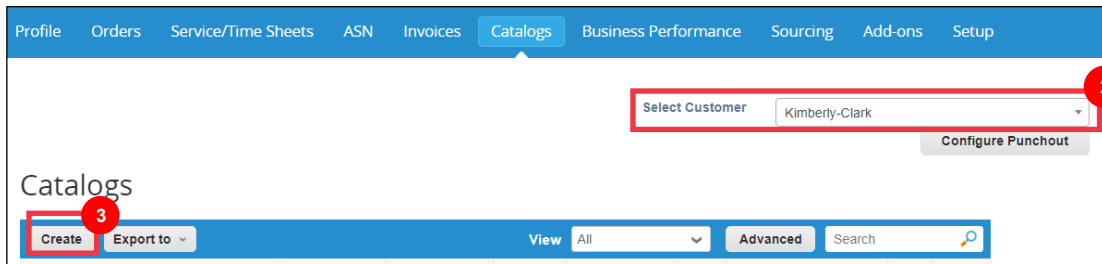 Profile Orders Service/Time Sheets ASN Invoices Catalogs Business Performance Sourcing Add-ons Setup
Select Customer Kimberly-Clark
Configure Punchout
Catalogs
3
Create Export to View All Advanced Search